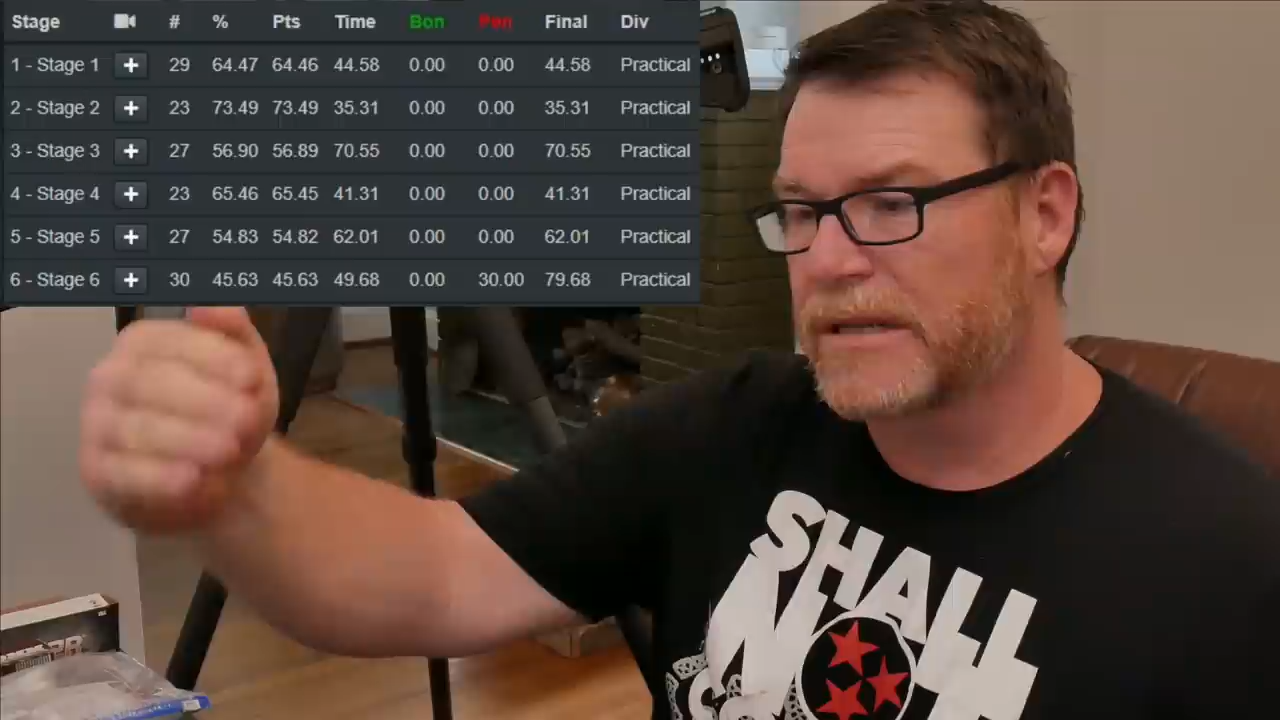 Stage # % Pts Time Bon Pen Final Div
1 - Stage 1 + 29 64.47 64.46 44.58 0.00 0.00 44.58 Practical
2 - Stage 2 + 23 73.49 73.49 35.31 0.00 0.00 35.31 Practical
3 - Stage 3 + 27 56.90 56.89 70.55 0.00 0.00 70.55 Practical
4 - Stage 4 + 23 65.46 65.45 41.31 0.00 0.00 41.31 Practical
5 - Stage 5 + 27 54.83 54.82 62.01 0.00 0.00 62.01 Practical
6 - Stage 6 + 30 45.63 45.63 49.68 0.00 30.00 79.68 Practical
SHALL
NOT